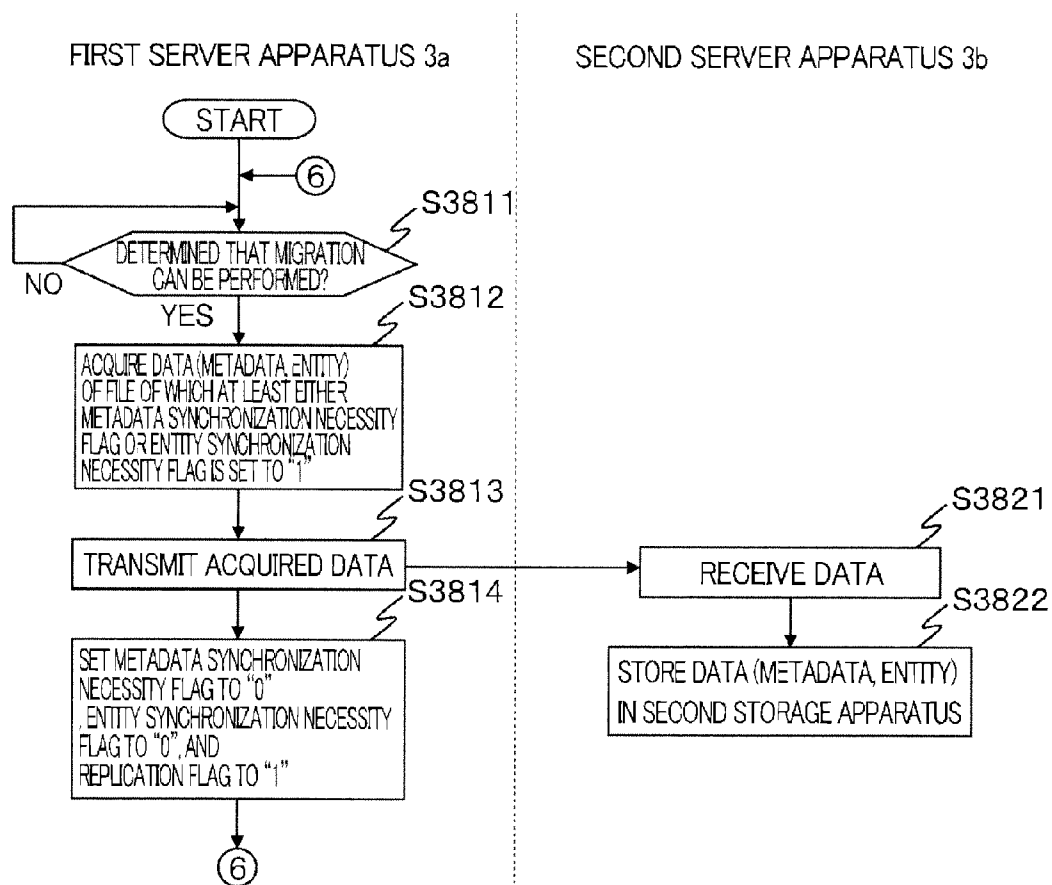 FIRST SERVER APPARATUS 3a
SECOND SERVER APPARATUS 3b
START
6
S3811
DETERMINED THAT MIGRATION
CAN BE PERFORMED?
NO
YES
S3812
ACQUIRE DATA (METADATA, ENTITY)
OF FILE OF WHICH AT LEAST EITHER
METADATA SYNCHRONIZATION NECESSITY
FLAG OR ENTITY SYNCHRONIZATION
NECESSITY FLAG IS SET TO "1"
S3813
TRANSMIT ACQUIRED DATA
S3821
RECEIVE DATA
S3814
SET METADATA SYNCHRONIZATION
NECESSITY FLAG TO "0"
, ENTITY SYNCHRONIZATION NECESSITY
FLAG TO "0", AND
REPLICATION FLAG TO "1"
S3822
STORE DATA (METADATA, ENTITY)
IN SECOND STORAGE APPARATUS
6